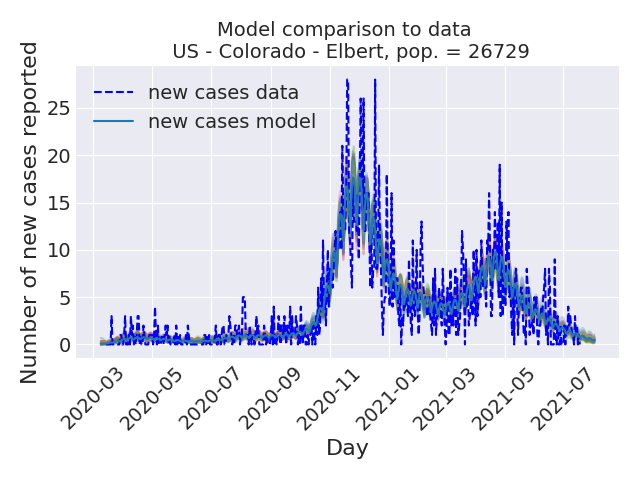 Model comparison to data
US - Colorado - Elbert, pop. = 26729
Number of new cases reported
25
20
15
10
5
0
new cases data
new cases model
2020-03
2020-05
2020-07
2020-09
2020-11
2021-01
2021-03
2021-05
2021-07
Day